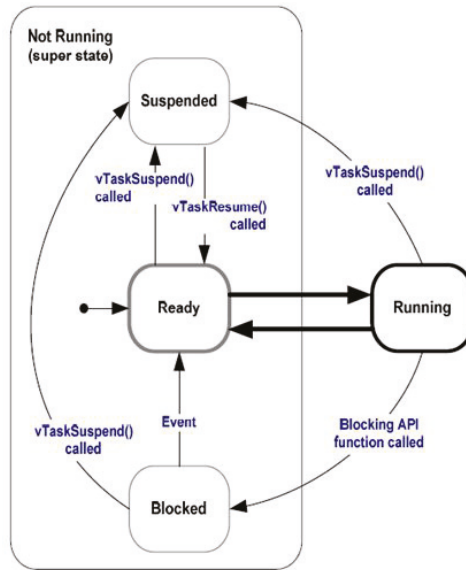 Not Running
(super state)
Suspended
vTaskSuspend()
called
vTaskResume()
called
vTaskSuspend()
called
Ready
Running
Event
vTaskSuspend()
called
Blocking API
function called
Blocked